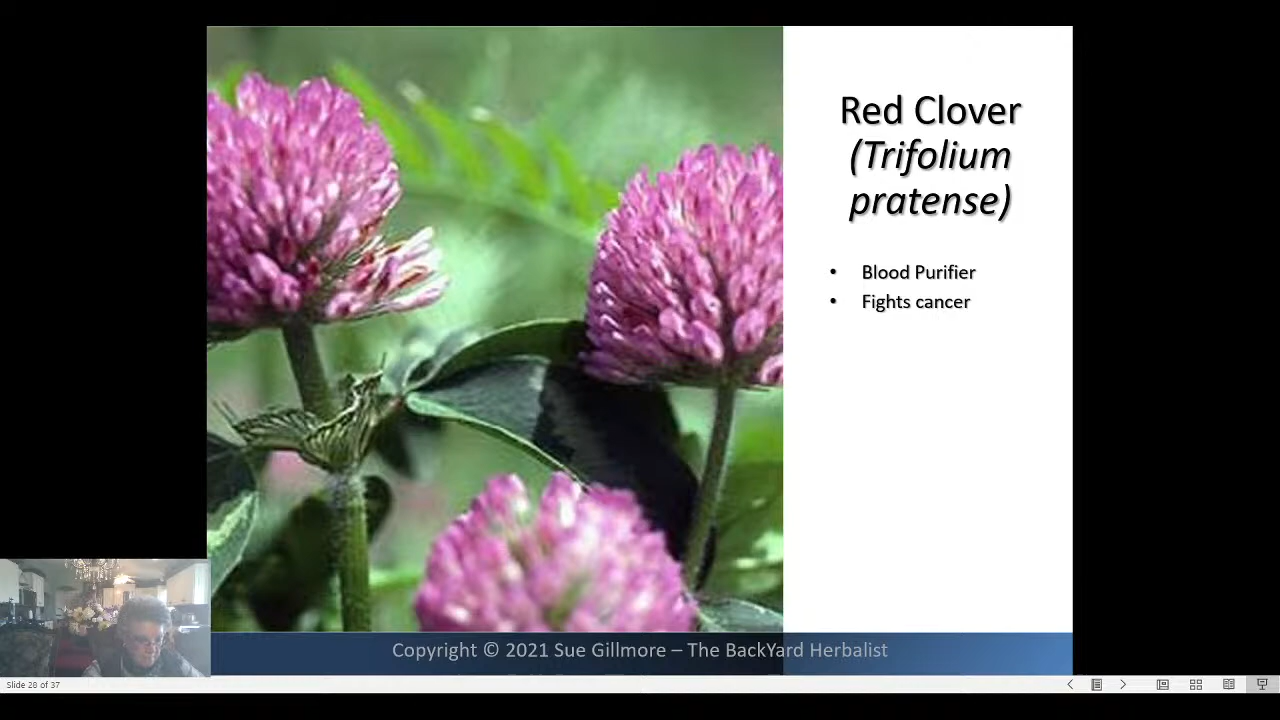 Red Clover
(Trifolium
pratense)
• Blood Purifier
• Fights cancer
Copyright © 2021 Sue Gillmore – The BackYard Herbalist
Slide 28 of 37